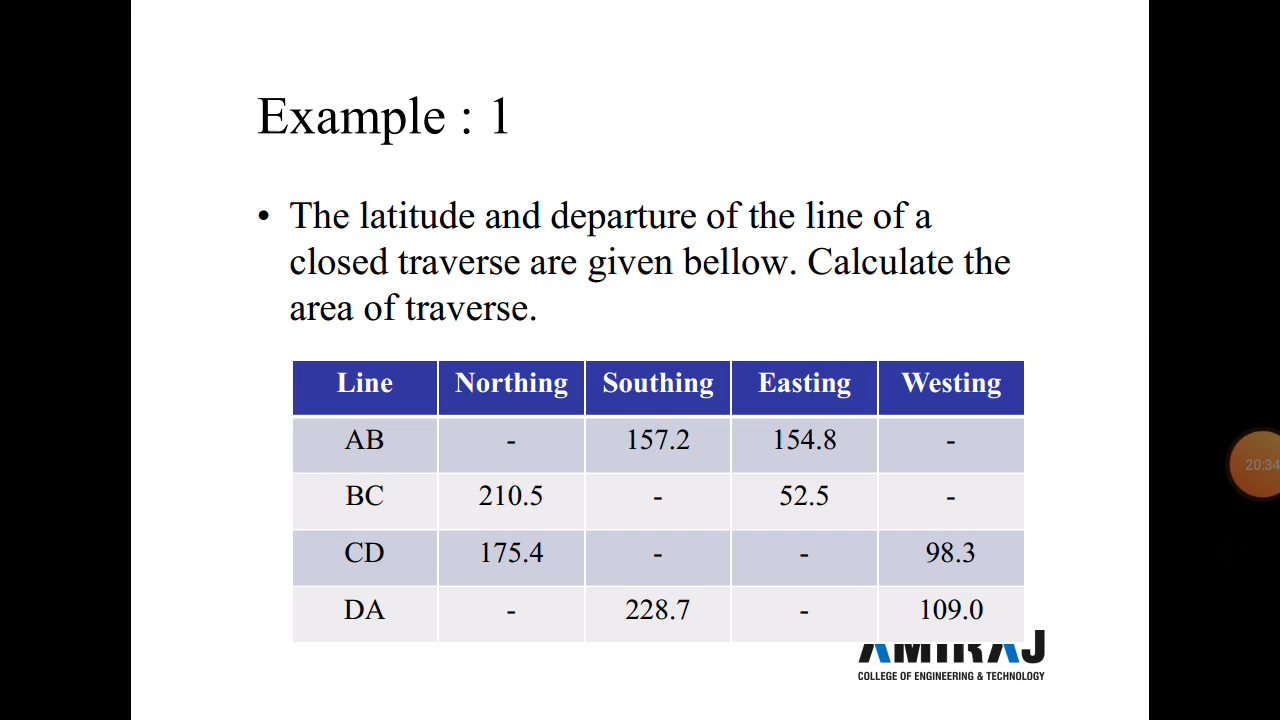 Example : 1
• The latitude and departure of the line of a
closed traverse are given bellow. Calculate the
area of traverse.
Line Northing Southing Easting Westing
AB - 157.2 154.8 -
BC 210.5 - 52.5 -
CD 175.4 - - 98.3
DA - 228.7 - 109.0
AMIRAJ
COLLEGE OF ENGINEERING & TECHNOLOGY
20:34